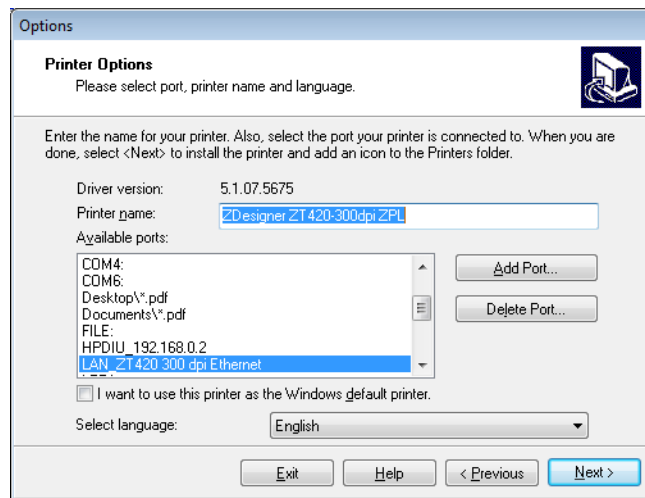 Options
Printer Options
Please select port, printer name and language.
Enter the name for your printer. Also, select the port your printer is connected to. When you are
done, select <Next> to install the printer and add an icon to the Printers folder.
Driver version: 5.1.07.5675
Printer name: ZDesigner ZT420-300dpi ZPL
Available ports:
COM4:
COM6:
Desktop\*.pdf
Documents\*.pdf
FILE:
HPDIU_192.168.0.2
LAN_ZT420 300 dpi Ethernet
Add Port...
Delete Port...
I want to use this printer as the Windows default printer.
Select language: English
Exit Help < Previous Next >